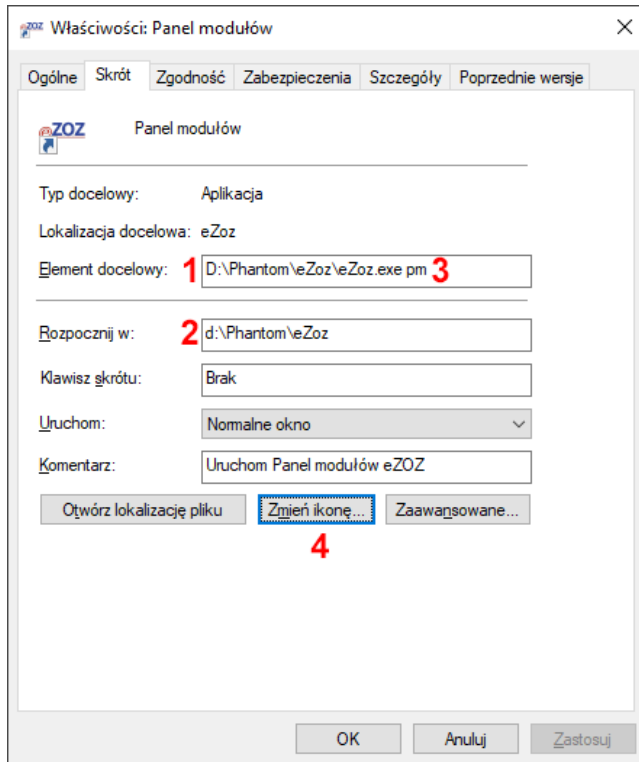 eZOZ Właściwości: Panel modułów
Ogólne Skrót Zgodność Zabezpieczenia Szczegóły Poprzednie wersje
eZOZ Panel modułów
Typ docelowy: Aplikacja
Lokalizacja docelowa: eZoz
Element docelowy: 1 D:\Phantom\eZoz\eZoz.exe pm 3
Rozpocznij w: 2 d:\Phantom\eZoz
Klawisz skrótu: Brak
Uruchom: Normalne okno
Komentarz: Uruchom Panel modułów eZOZ
Otwórz lokalizację pliku Zmień ikonę... Zaawansowane...
4
OK Anuluj Zastosuj